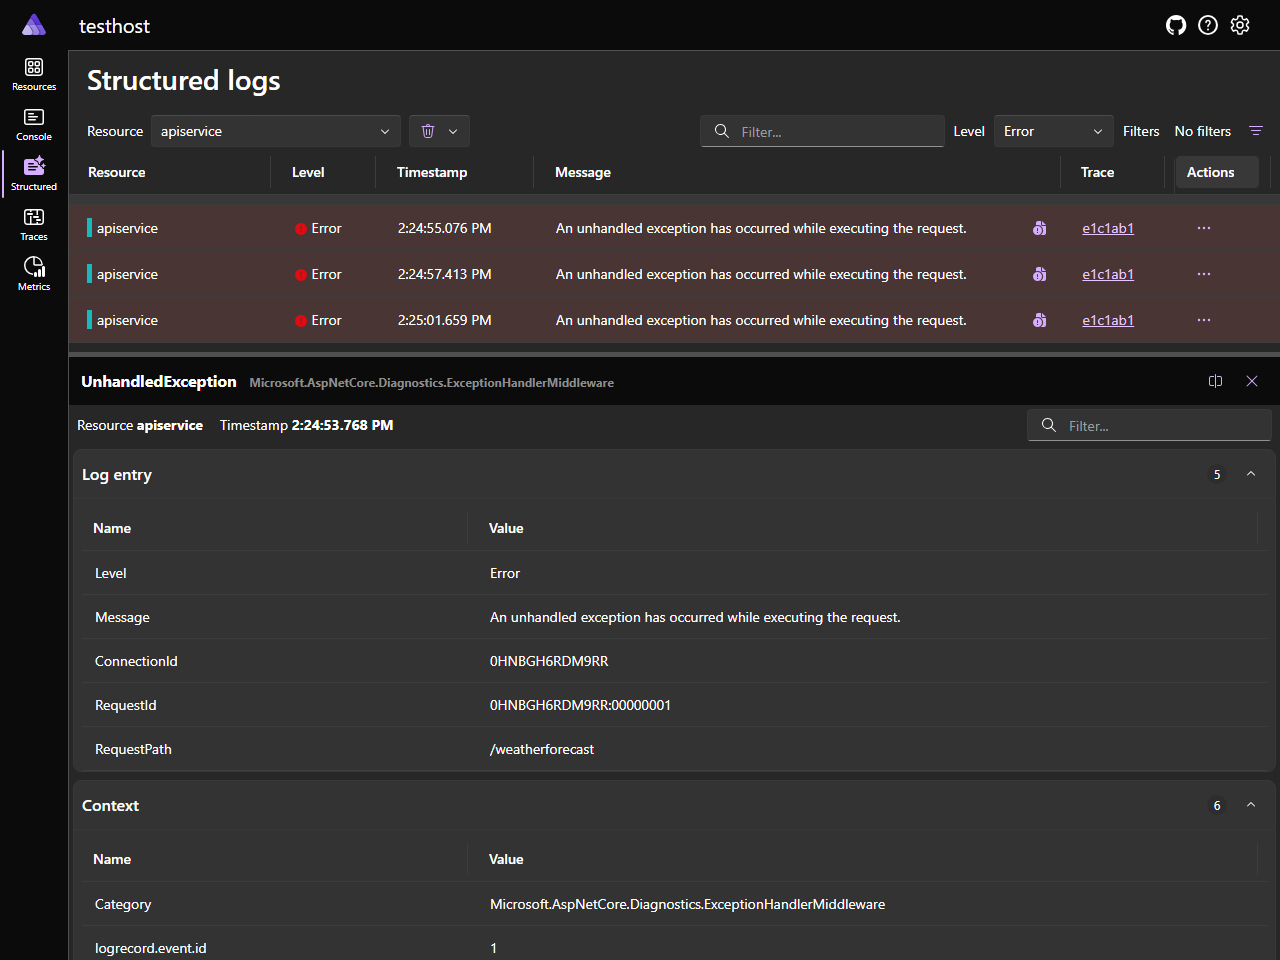 testhost
Resources
Console
Structured
Traces
Metrics
Structured logs
Resource apiservice Filter... Level Error Filters No filters
Resource Level Timestamp Message Trace Actions
apiservice Error 2:24:55.076 PM An unhandled exception has occurred while executing the request. e1c1ab1 ...
apiservice Error 2:24:57.413 PM An unhandled exception has occurred while executing the request. e1c1ab1 ...
apiservice Error 2:25:01.659 PM An unhandled exception has occurred while executing the request. e1c1ab1 ...
UnhandledException Microsoft.AspNetCore.Diagnostics.ExceptionHandlerMiddleware
Resource apiservice Timestamp 2:24:53.768 PM Filter...
Log entry 5
Name Value
Level Error
Message An unhandled exception has occurred while executing the request.
ConnectionId 0HNBGH6RDM9RR
RequestId 0HNBGH6RDM9RR:00000001
RequestPath /weatherforecast
Context 6
Name Value
Category Microsoft.AspNetCore.Diagnostics.ExceptionHandlerMiddleware
logrecord.event.id 1